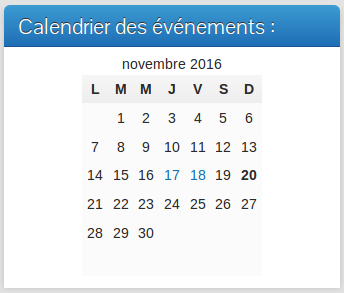 Calendrier des événements :
novembre 2016
L M M J V S D
1 2 3 4 5 6
7 8 9 10 11 12 13
14 15 16 17 18 19 20
21 22 23 24 25 26 27
28 29 30